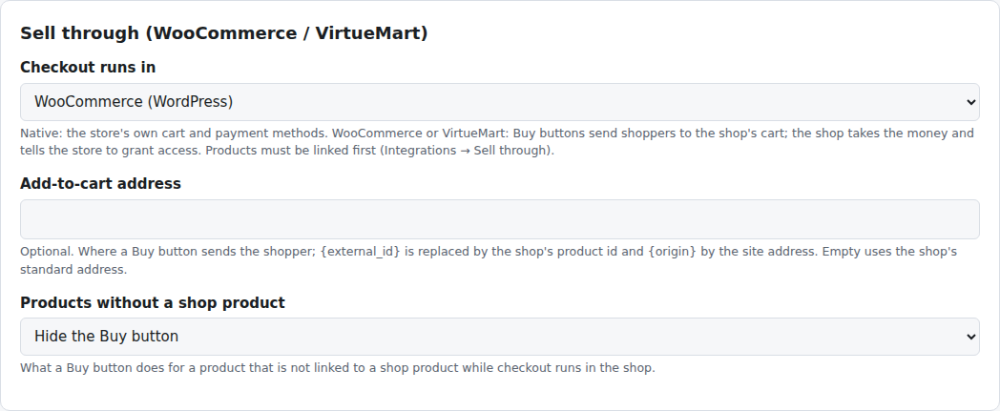 Sell through (WooCommerce / VirtueMart)
Checkout runs in
WooCommerce (WordPress)
Native: the store's own cart and payment methods. WooCommerce or VirtueMart: Buy buttons send shoppers to the shop's cart; the shop takes the money and
tells the store to grant access. Products must be linked first (Integrations → Sell through).
Add-to-cart address
Optional. Where a Buy button sends the shopper; {external_id} is replaced by the shop's product id and {origin} by the site address. Empty uses the shop's
standard address.
Products without a shop product
Hide the Buy button
What a Buy button does for a product that is not linked to a shop product while checkout runs in the shop.